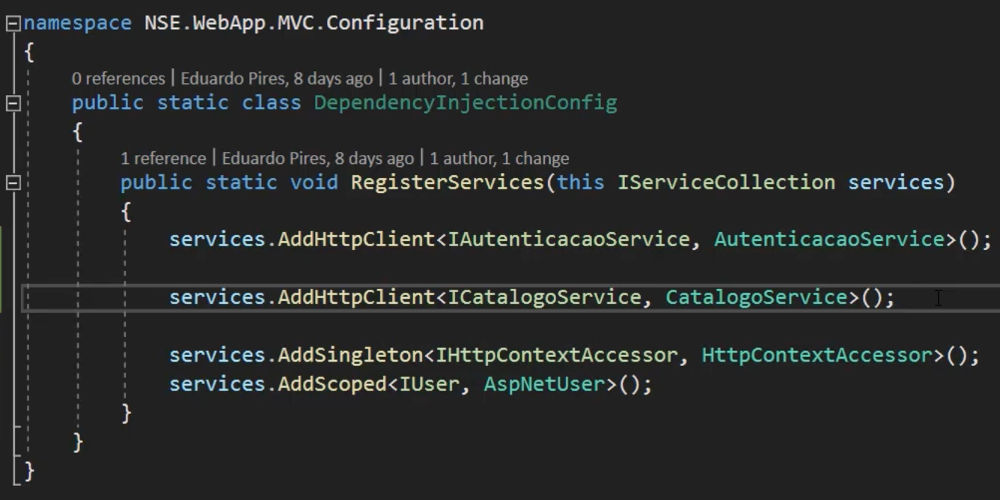 namespace NSE.WebApp.MVC.Configuration
{
0 references | Eduardo Pires, 8 days ago | 1 author, 1 change
public static class DependencyInjectionConfig
{
1 reference | Eduardo Pires, 8 days ago | 1 author, 1 change
public static void RegisterServices(this IServiceCollection services)
{
services.AddHttpClient<IAutenticacaoService, AutenticacaoService>();
services.AddHttpClient<ICatalogoService, CatalogoService>();
services.AddSingleton<IHttpContextAccessor, HttpContextAccessor>();
services.AddScoped<IUser, AspNetUser>();
}
}
}